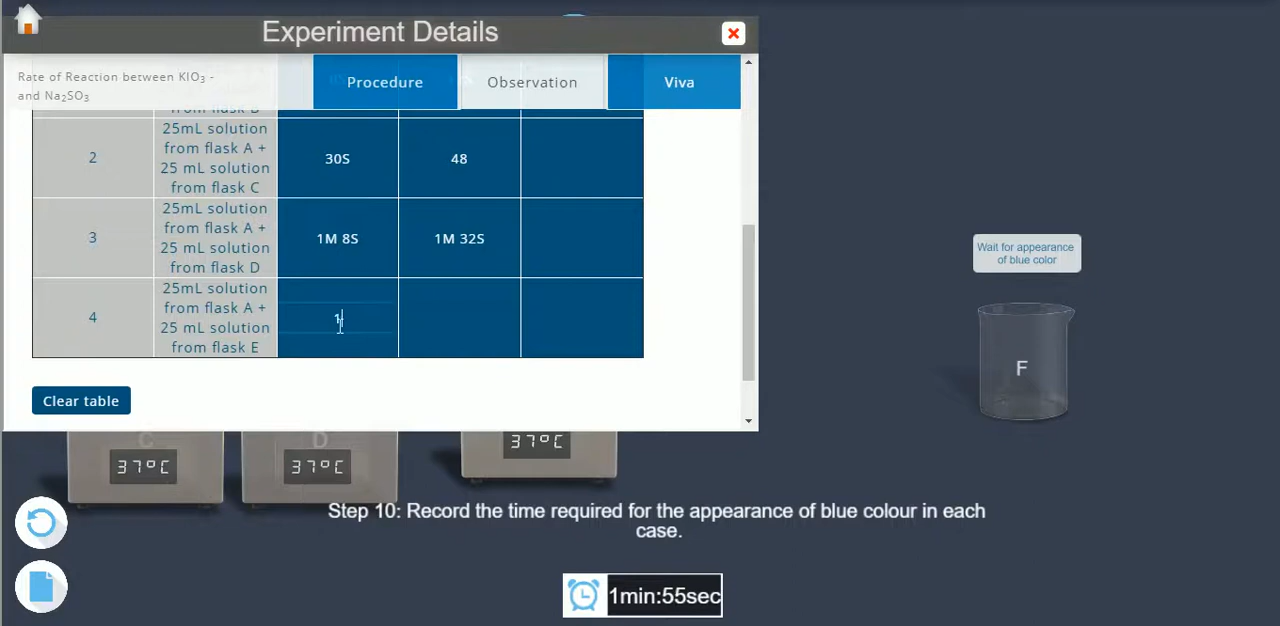 Experiment Details
Rate of Reaction between KIO₃ -
and Na₂SO₃
Procedure
Observation
Viva
from flask B
2
25mL solution
from flask A +
25 mL solution
from flask C
30S
48
3
25mL solution
from flask A +
25 mL solution
from flask D
1M 8S
1M 32S
4
25mL solution
from flask A +
25 mL solution
from flask E
1
Clear table
Wait for appearance
of blue color
F
C
D
37°C
37°C
37°C
Step 10: Record the time required for the appearance of blue colour in each
case.
1min:55sec